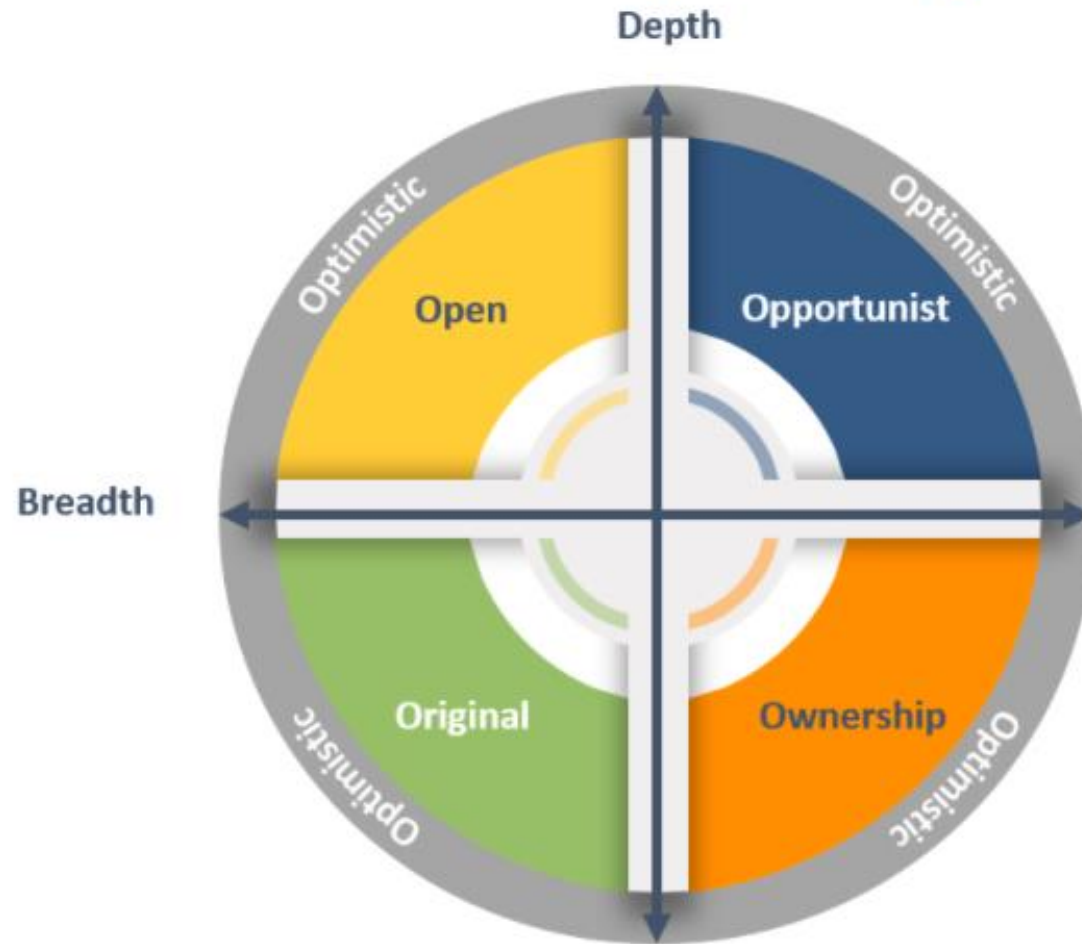 Depth
Optimistic
Optimistic
Open
Opportunist
Breadth
Original
Ownership
Optimistic
Optimistic